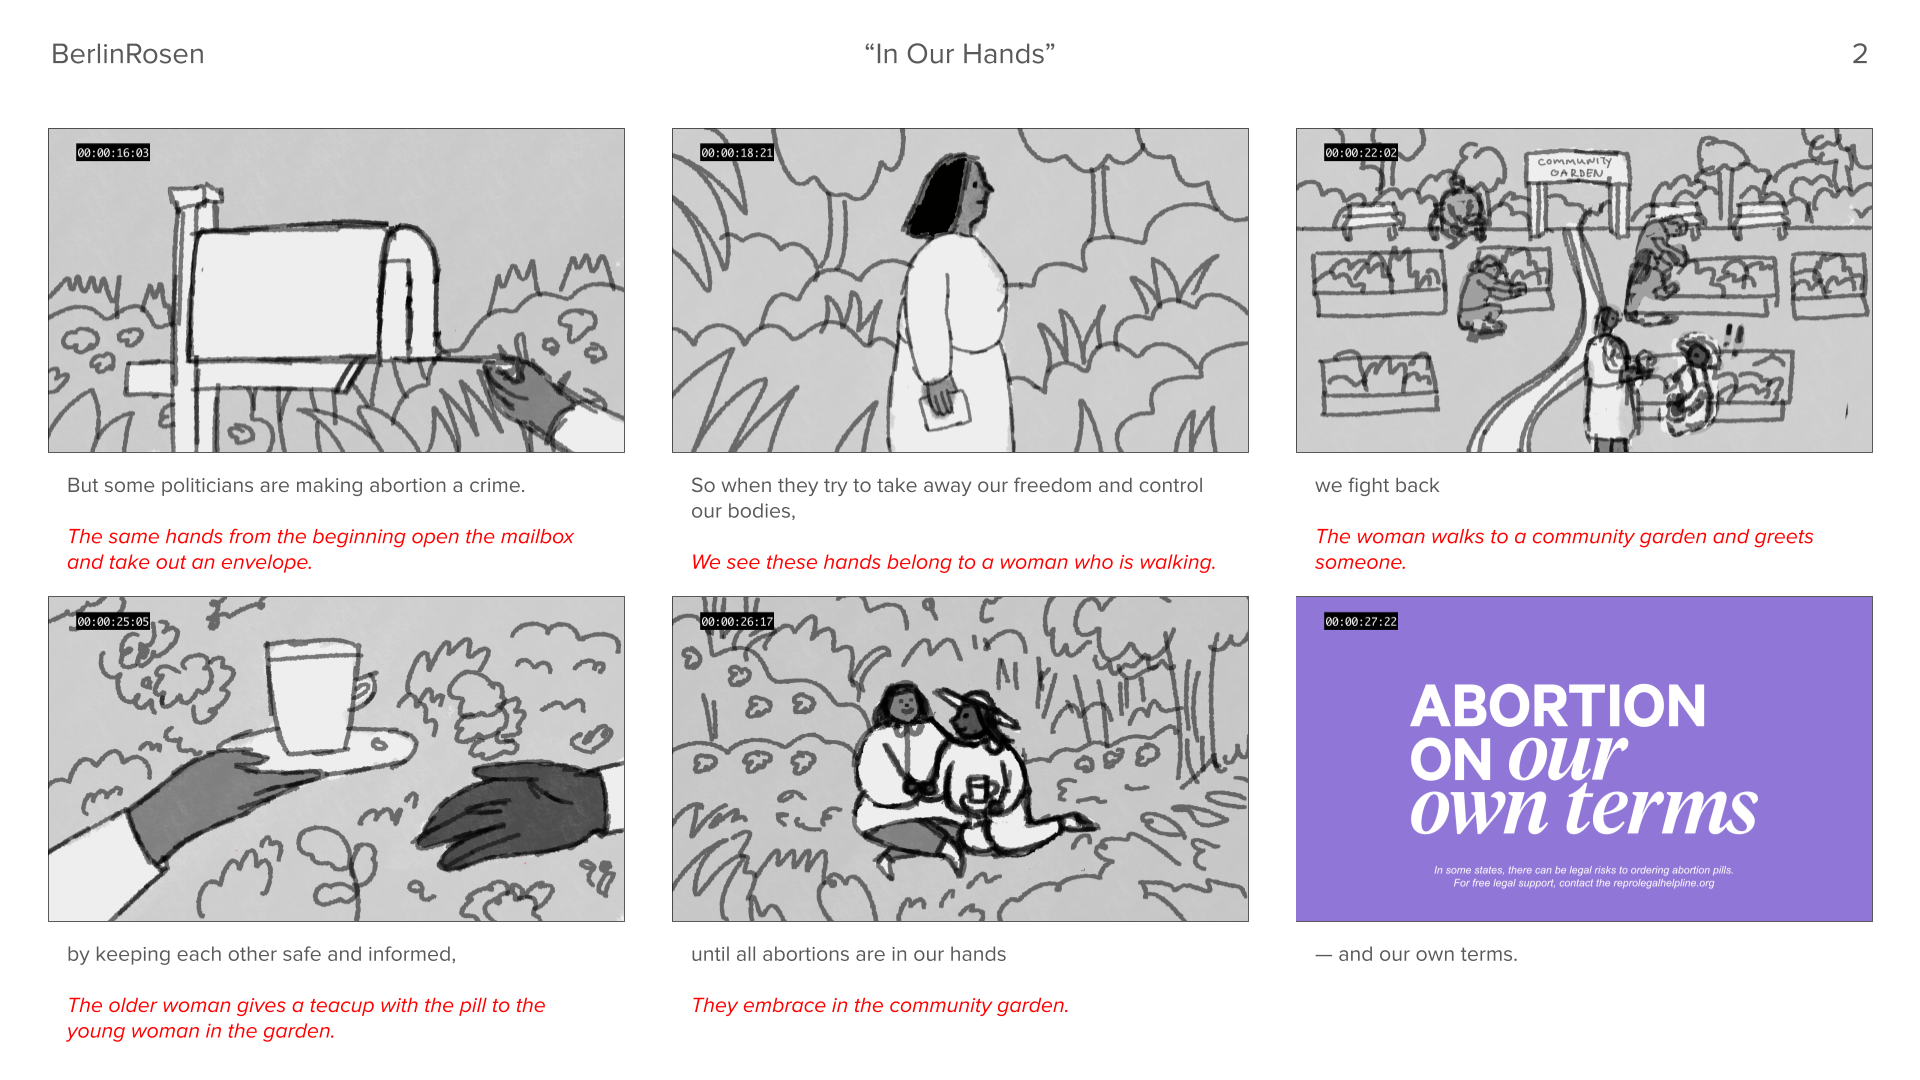 BerlinRosen
“In Our Hands”
2
00:00:16:03
But some politicians are making abortion a crime.
The same hands from the beginning open the mailbox
and take out an envelope.
00:00:18:21
So when they try to take away our freedom and control
our bodies,
We see these hands belong to a woman who is walking.
00:00:22:02
COMMUNITY
GARDEN
!!
we fight back
The woman walks to a community garden and greets
someone.
00:00:25:05
by keeping each other safe and informed,
The older woman gives a teacup with the pill to the
young woman in the garden.
00:00:26:17
until all abortions are in our hands
They embrace in the community garden.
00:00:27:22
ABORTION
ON our
own terms
In some states, there can be legal risks to ordering abortion pills.
For free legal support, contact the reprolegalhelpline.org
— and our own terms.